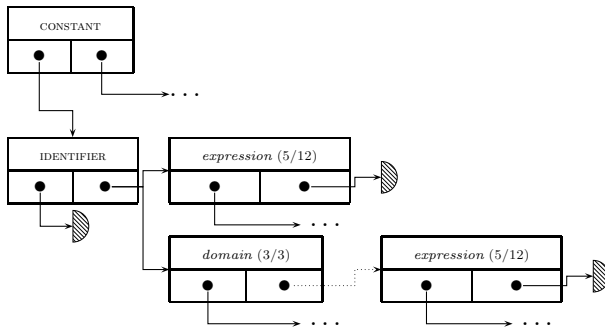 CONSTANT
. . .
IDENTIFIER
expression (5/12)
. . .
domain (3/3)
expression (5/12)
. . .
. . .